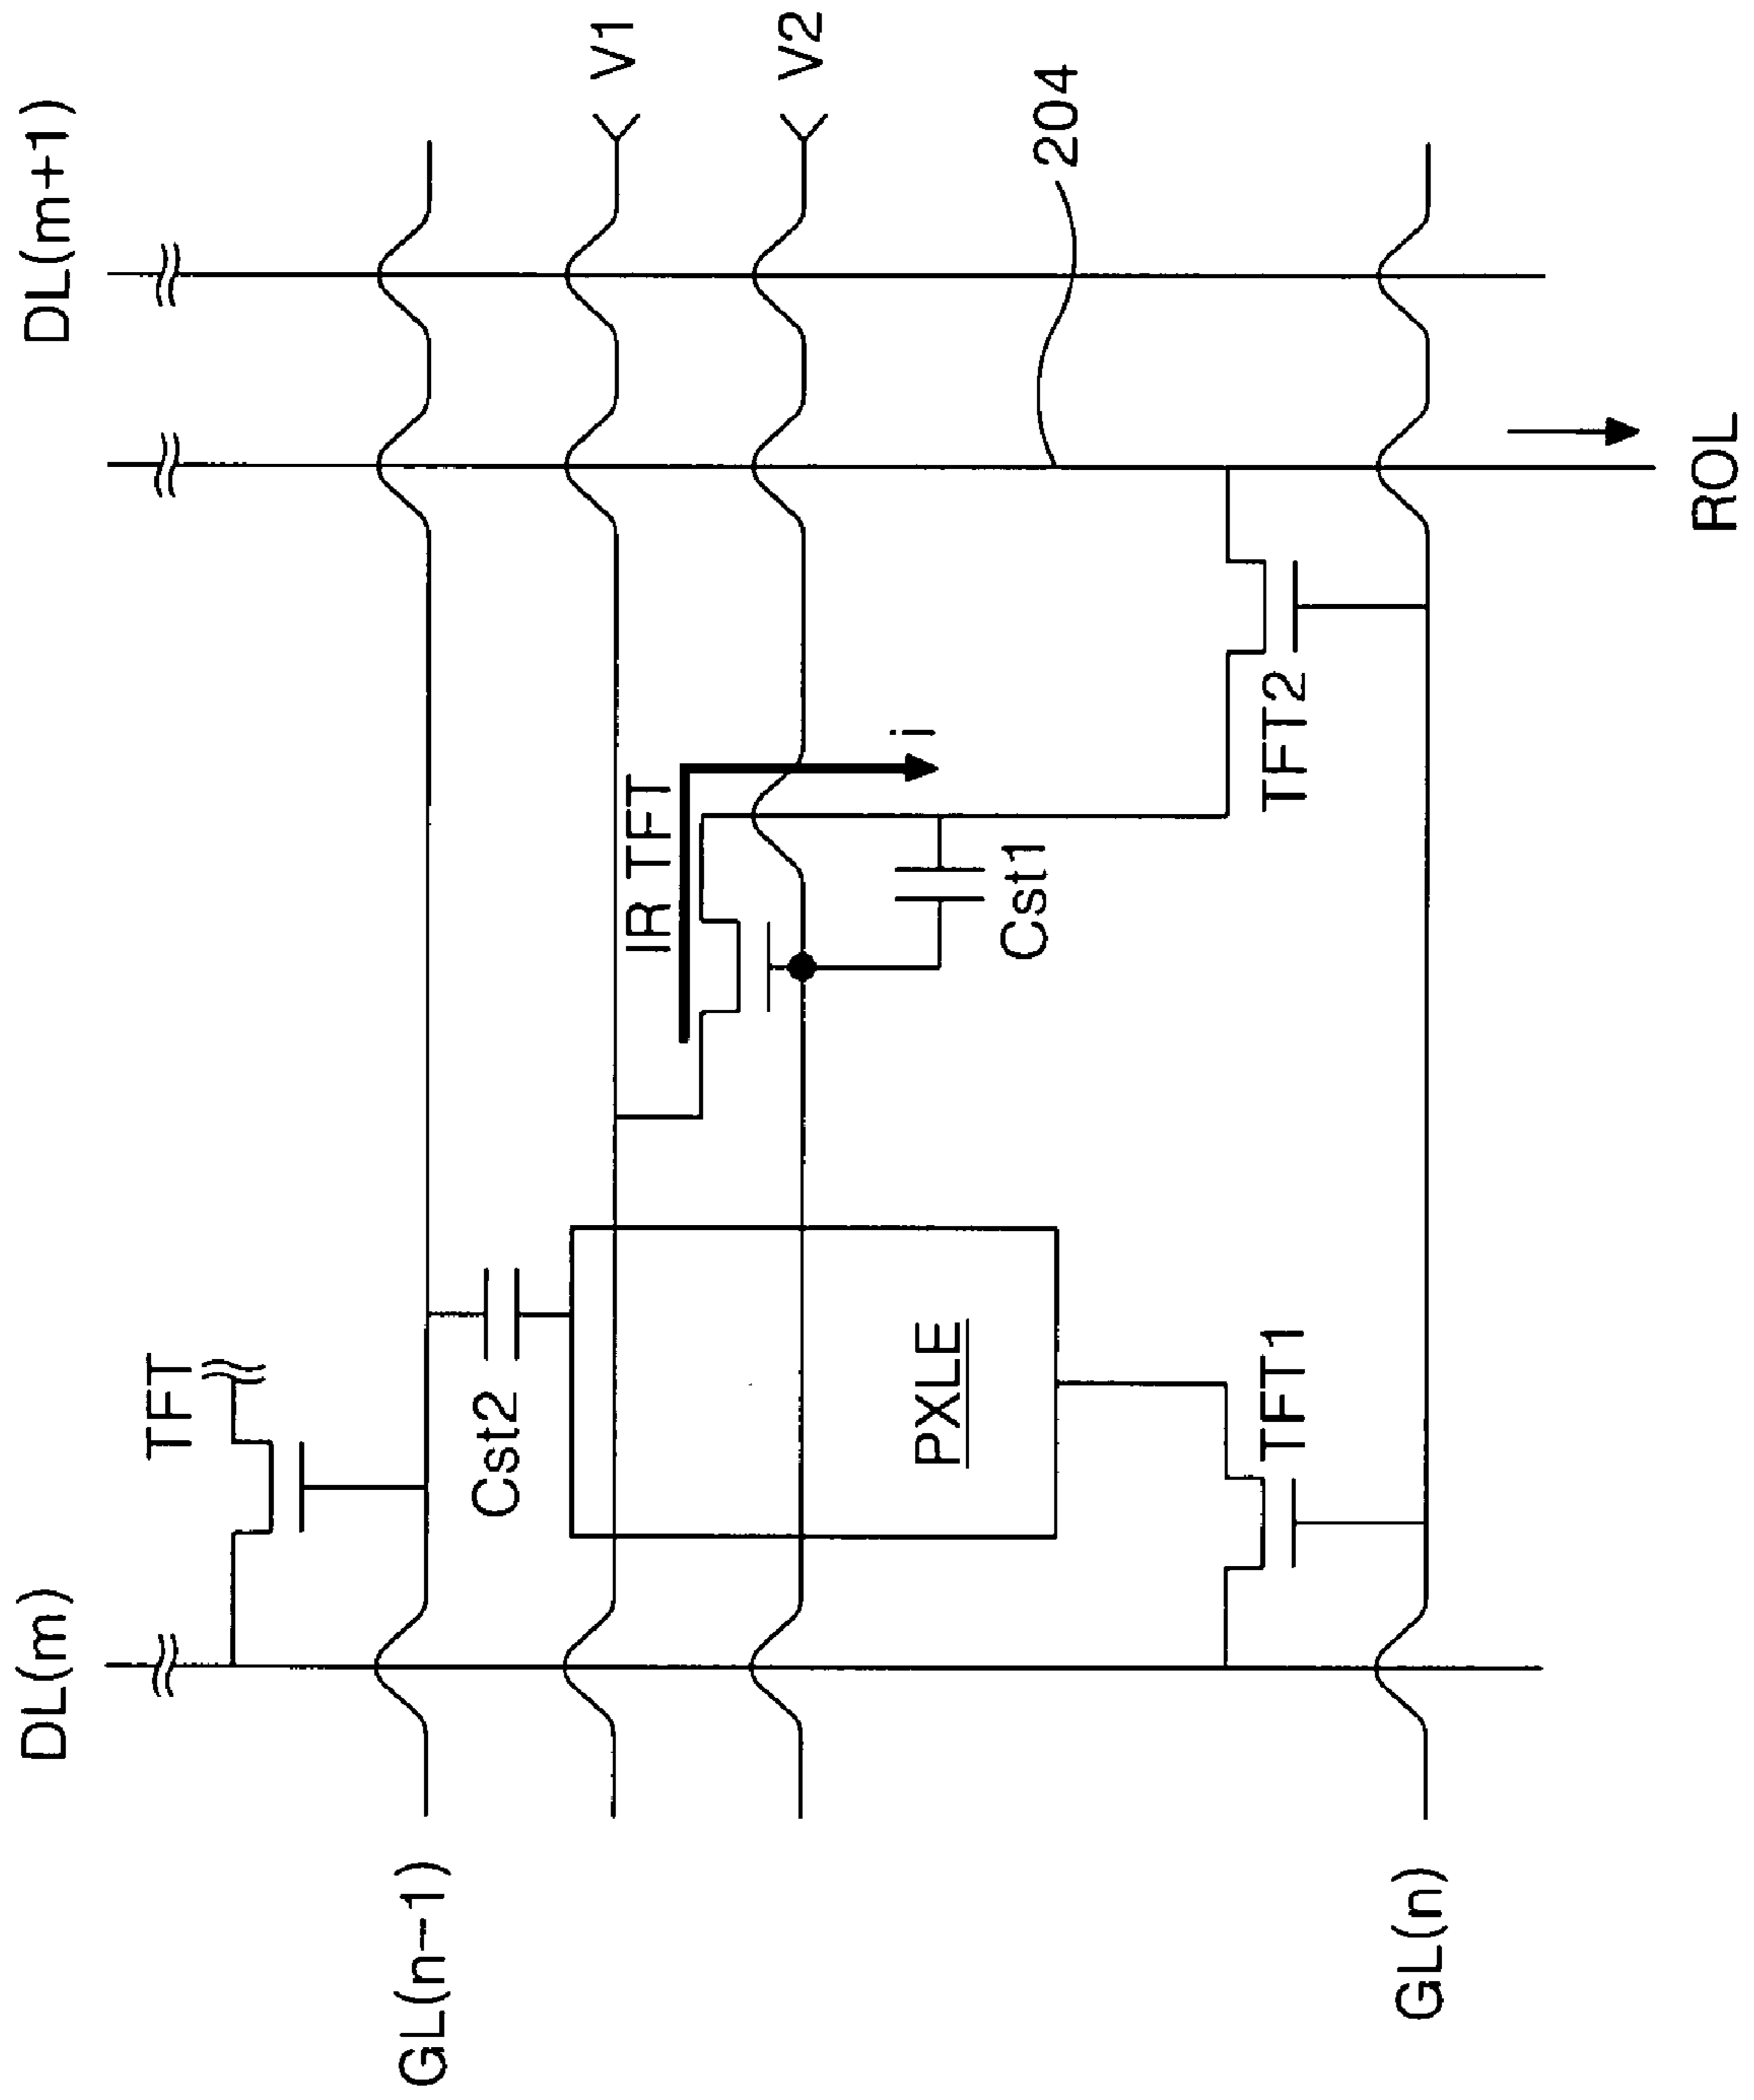 DL(m)
DL(m+1)
TFT
GL(n-1)
Cst2
V1
IR TFT
V2
i
PXLE
Cst1
204
TFT1
TFT2
GL(n)
ROL